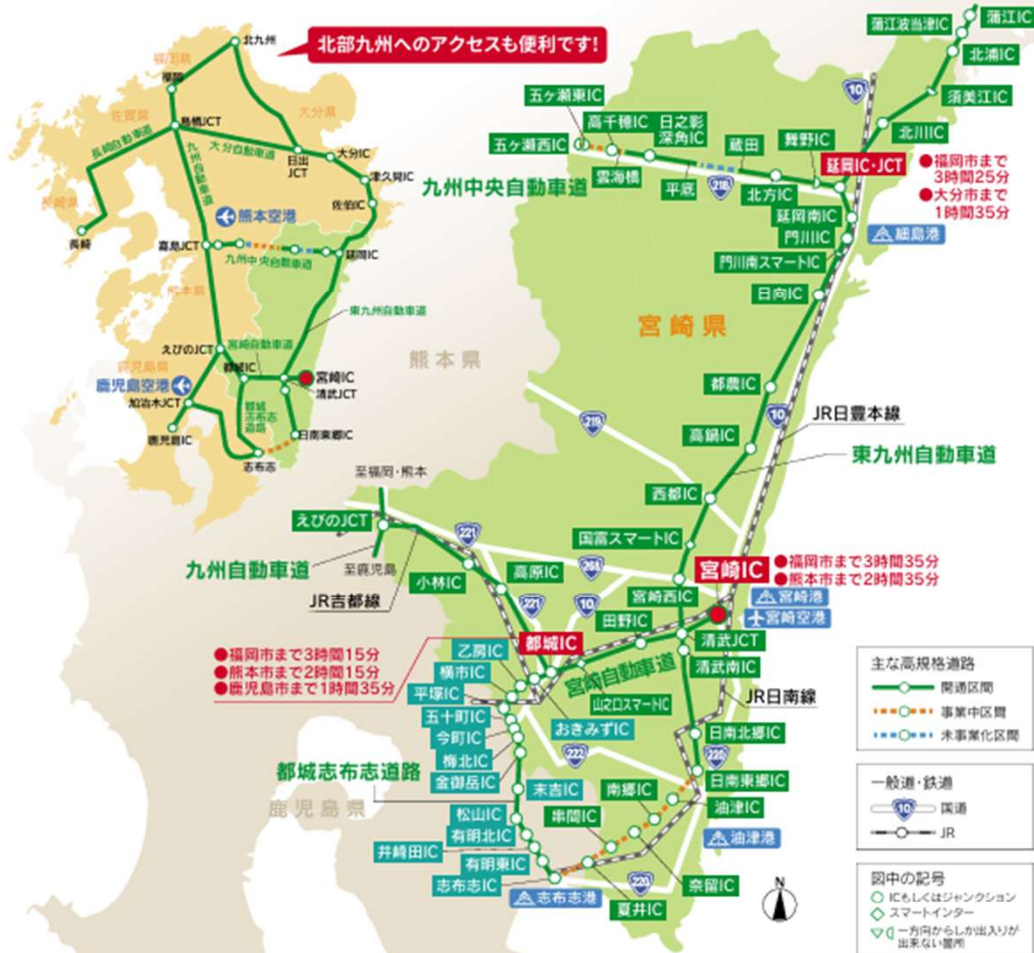 北部九州へのアクセスも便利です!
北九州
福岡県
福岡
佐賀県
大分県
鳥栖JCT
長崎自動車道
九州自動車道
大分自動車道
日出
JCT
大分IC
津久見IC
佐伯IC
長崎県
長崎
熊本空港
嘉島JCT
九州中央自動車道
延岡IC
熊本県
東九州自動車道
えびのJCT
宮崎自動車道
鹿児島県
都城IC
宮崎IC
清武JCT
鹿児島空港
加治木JCT
都城
志布志
道路
鹿児島IC
日南東郷IC
志布志
蒲江IC
蒲江波当津IC
北浦IC
須美江IC
北川IC
10
五ヶ瀬東IC
高千穂IC
日之影
深角IC
蔵田
舞野IC
延岡IC・JCT
●福岡市まで
3時間25分
●大分市まで
1時間35分
五ヶ瀬西IC
雲海橋
平底
218
北方IC
九州中央自動車道
延岡南IC
門川IC
細島港
門川南スマートIC
日向IC
宮崎県
熊本県
都農IC
10
JR日豊本線
219
高鍋IC
東九州自動車道
西都IC
至福岡・熊本
えびのJCT
221
国富スマートIC
九州自動車道
至鹿児島
268
宮崎IC
●福岡市まで3時間35分
●熊本市まで2時間35分
小林IC
高原IC
宮崎西IC
宮崎港
宮崎空港
JR吉都線
221
10
田野IC
清武JCT
●福岡市まで3時間15分
●熊本市まで2時間15分
●鹿児島市まで1時間35分
都城IC
乙房IC
宮崎自動車道
清武南IC
横市IC
平塚IC
山之口スマートIC
JR日南線
五十町IC
おきみずIC
今町IC
222
日南北郷IC
梅北IC
220
都城志布志道路
金御岳IC
日南東郷IC
末吉IC
南郷IC
油津IC
鹿児島県
松山IC
串間IC
有明北IC
油津港
井崎田IC
有明東IC
奈留IC
志布志IC
220
志布志港
夏井IC
N
主な高規格道路
開通区間
事業中区間
未事業化区間
一般道・鉄道
10
国道
JR
図中の記号
ICもしくはジャンクション
スマートインター
一方向からしか出入りが
出来ない箇所